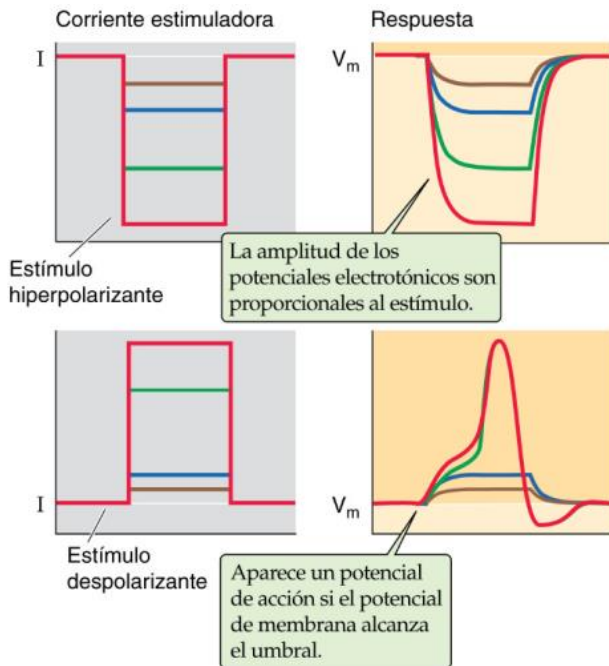 Corriente estimuladora
Respuesta
I
Vm
Estímulo
hiperpolarizante
La amplitud de los
potenciales electrotónicos son
proporcionales al estímulo.
I
Vm
Estímulo
despolarizante
Aparece un potencial
de acción si el potencial
de membrana alcanza
el umbral.